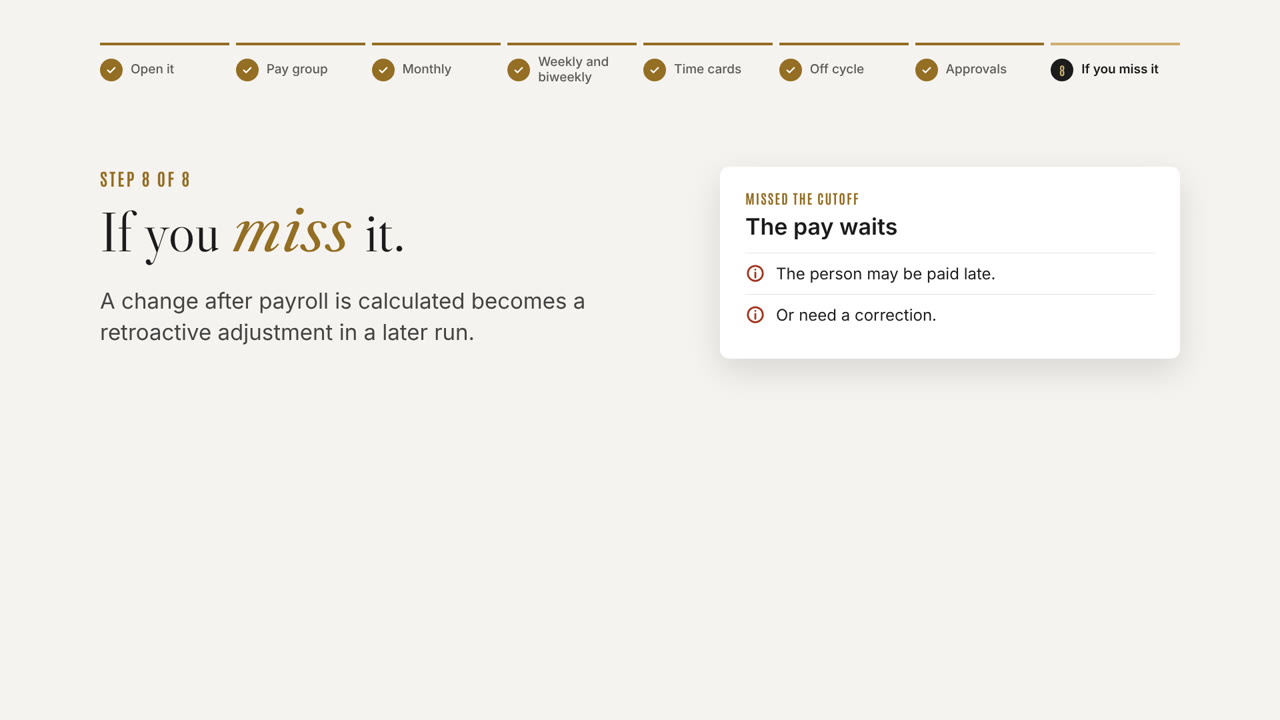 Open it
Pay group
Monthly
Weekly and
biweekly
Time cards
Off cycle
Approvals
8 If you miss it
STEP 8 OF 8
If you miss it.
A change after payroll is calculated becomes a
retroactive adjustment in a later run.
MISSED THE CUTOFF
The pay waits
The person may be paid late.
Or need a correction.